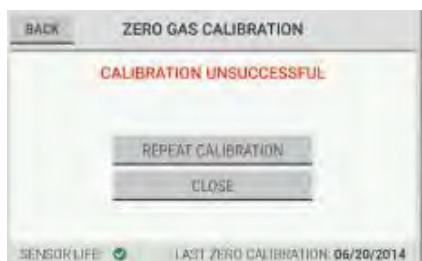 BACK ZERO GAS CALIBRATION
CALIBRATION UNSUCCESSFUL
REPEAT CALIBRATION
CLOSE
SENSOR LIFE: LAST ZERO CALIBRATION: 06/20/2014